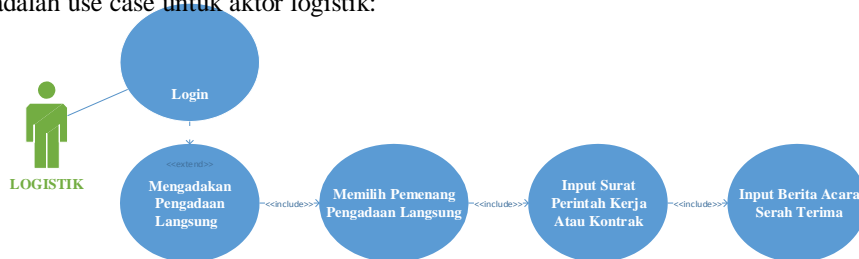 adalah use case untuk aktor logistik:
Login
LOGISTIK
<<extend>>
Mengadakan
Pengadaan
Langsung
<<include>>
Memilih Pemenang
Pengadaan Langsung
<<include>>
Input Surat
Perintah Kerja
Atau Kontrak
<<include>>
Input Berita Acara
Serah Terima